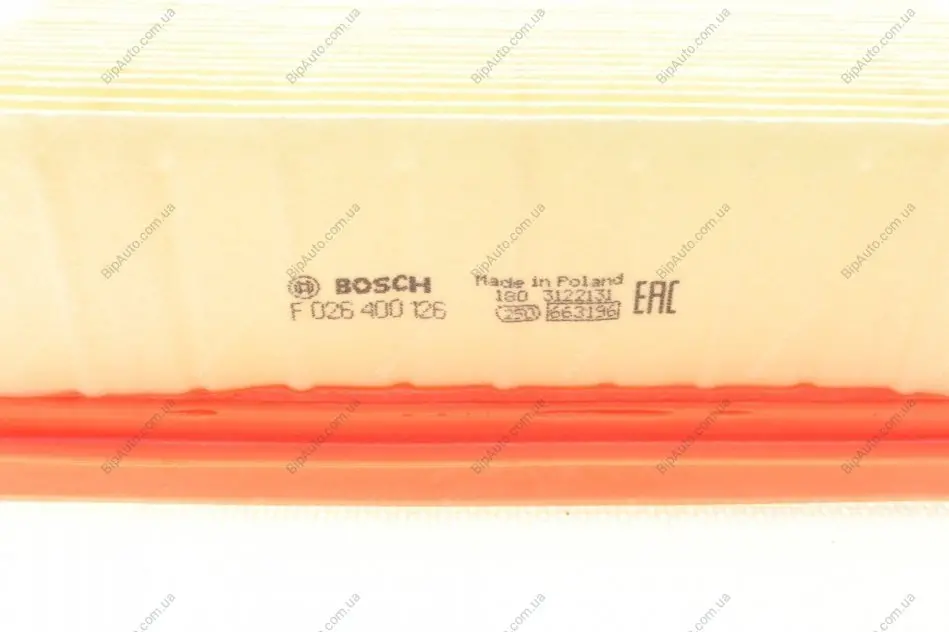 BOSCH
F 026 400 126
Made in Poland
180 3122131
250 663196
EAC
BipAuto.com.ua